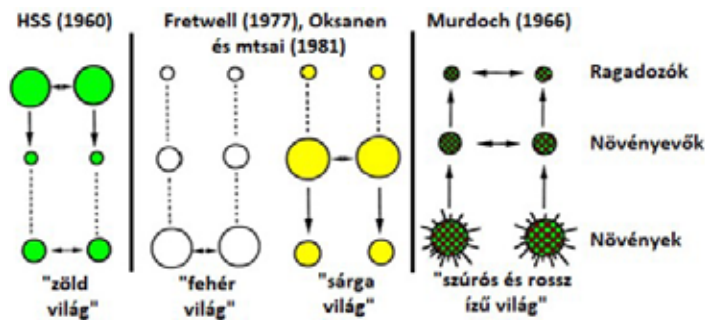 HSS (1960)
Fretwell (1977), Oksanen
és mtsai (1981)
Murdoch (1966)
Ragadozók
Növényevők
Növények
"zöld
világ"
"fehér
világ"
"sárga
világ"
"szúrós és rossz
ízű világ"